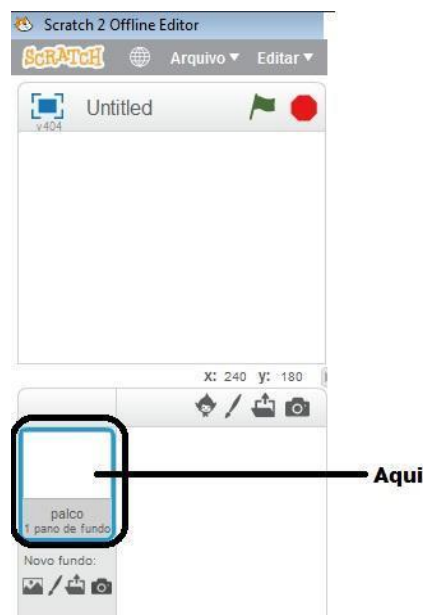 Scratch 2 Offline Editor
SCRATCH Arquivo Editar
Untitled
v404
x: 240 y: 180
palco
1 pano de fundo
Aqui
Novo fundo: